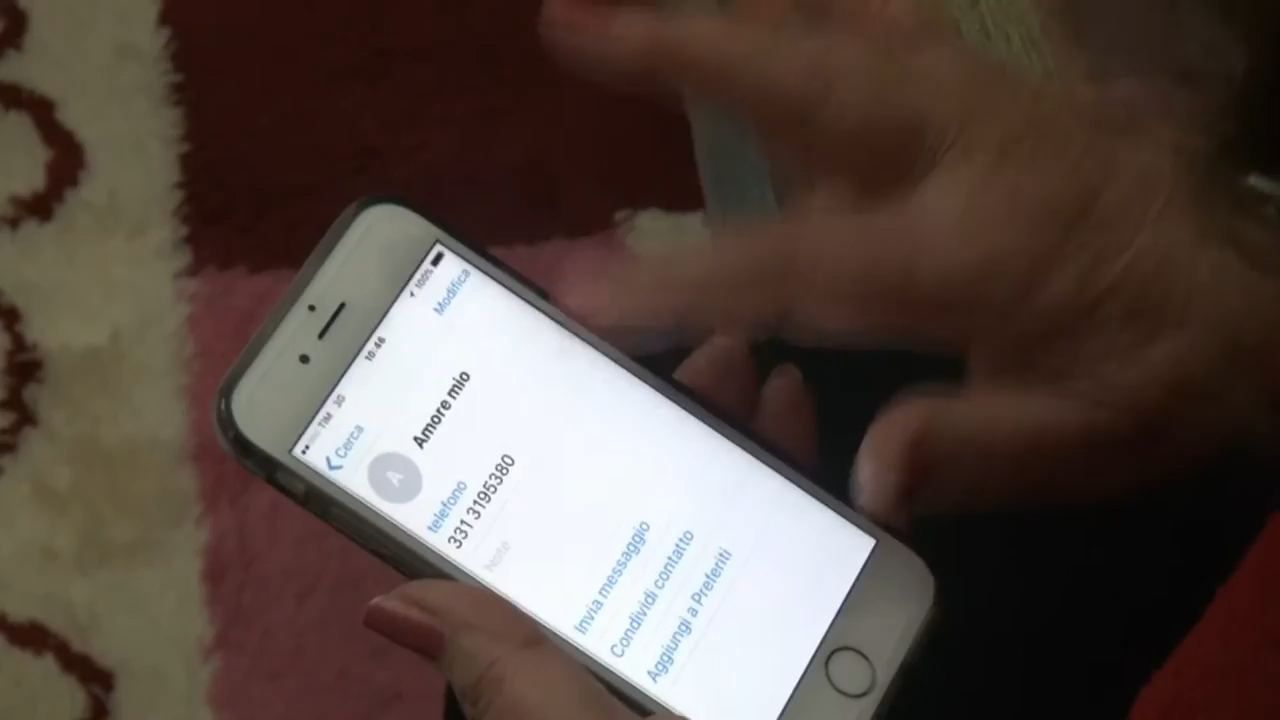 TIM 3G 10:46 100%
Cerca Modifica
A Amore mio
telefono
331 3195380
Note
Invia messaggio
Condividi contatto
Aggiungi a Preferiti